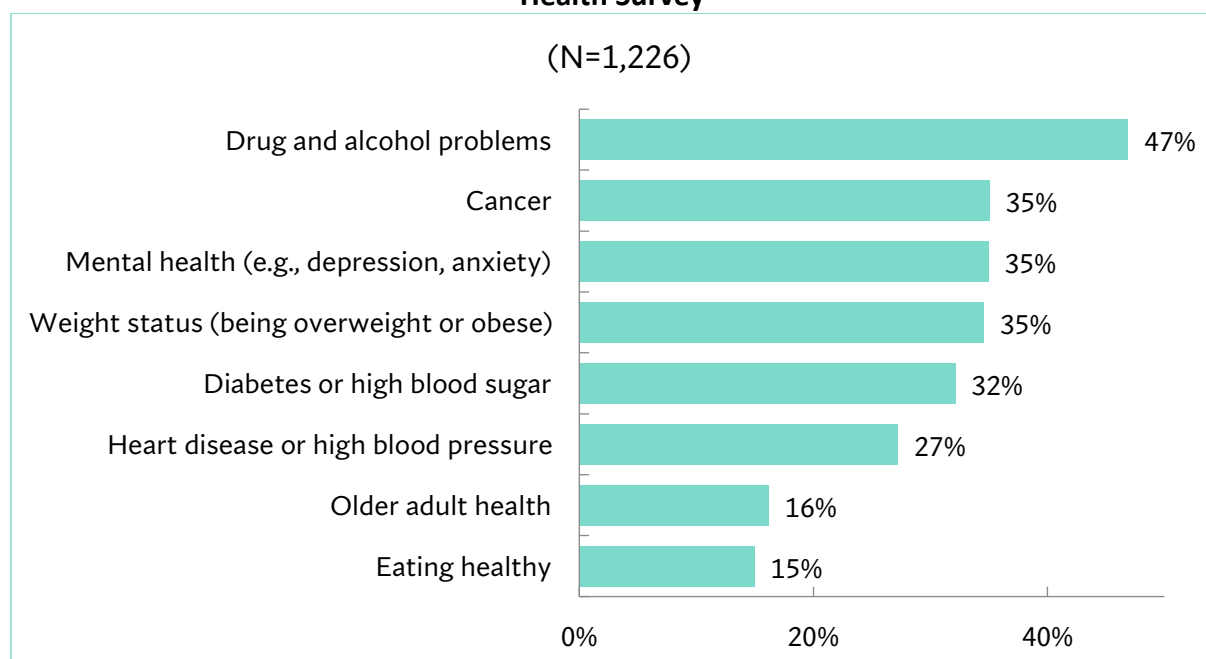 Health Survey
(N=1,226)
Drug and alcohol problems 47%
Cancer 35%
Mental health (e.g., depression, anxiety) 35%
Weight status (being overweight or obese) 35%
Diabetes or high blood sugar 32%
Heart disease or high blood pressure 27%
Older adult health 16%
Eating healthy 15%
0% 20% 40%